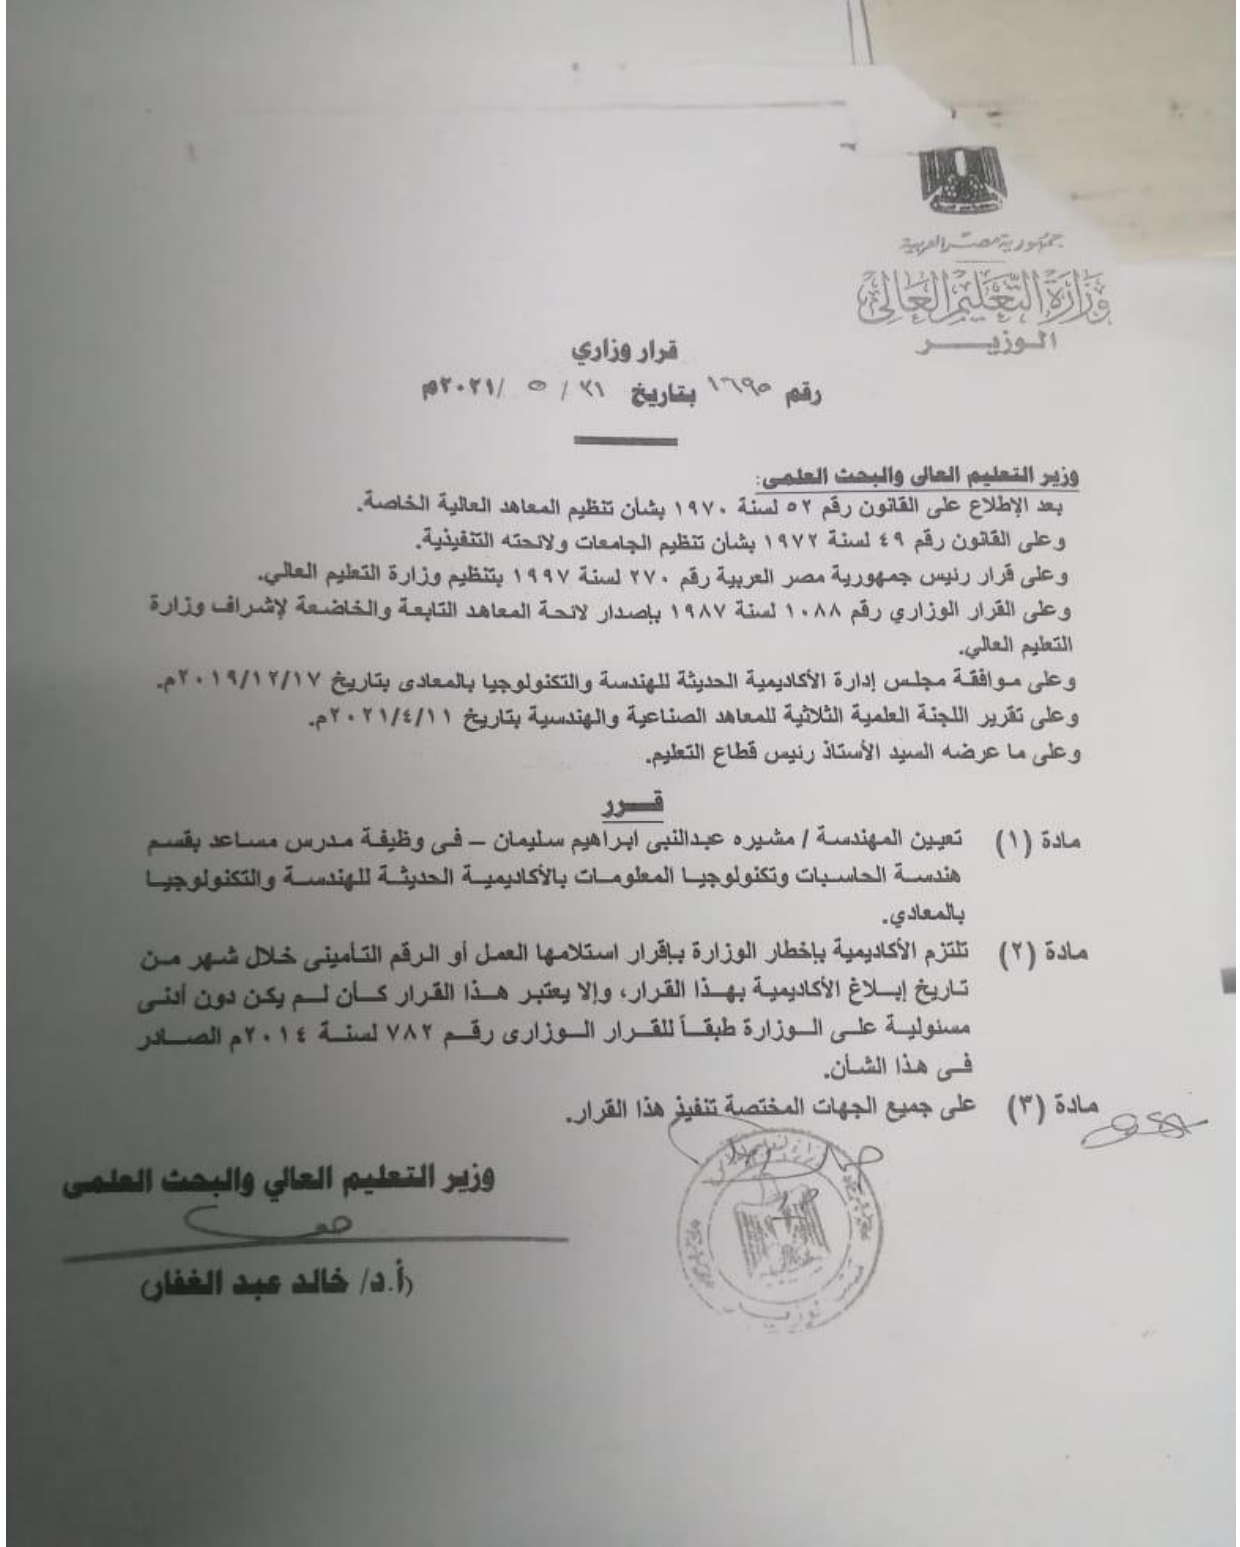 جمهورية مصر العربية
وزارة التعليم العالي
الوزيـــــر
قرار وزاري
رقم ١٦٩٥ بتاريخ ٣١ / ٥ /٢٠٢١م
وزير التعليم العالى والبحث العلمى:
بعد الإطلاع على القانون رقم ٥٢ لسنة ١٩٧٠ بشأن تنظيم المعاهد العالية الخاصة.
وعلى القانون رقم ٤٩ لسنة ١٩٧٢ بشأن تنظيم الجامعات ولائحته التنفيذية.
وعلى قرار رئيس جمهورية مصر العربية رقم ٢٧٠ لسنة ١٩٩٧ بتنظيم وزارة التعليم العالي.
وعلى القرار الوزاري رقم ١٠٨٨ لسنة ١٩٨٧ بإصدار لائحة المعاهد التابعة والخاضعة لإشراف وزارة
التعليم العالي.
وعلى موافقة مجلس إدارة الأكاديمية الحديثة للهندسة والتكنولوجيا بالمعادى بتاريخ ٢٠١٩/١٢/١٧م.
وعلى تقرير اللجنة العلمية الثلاثية للمعاهد الصناعية والهندسية بتاريخ ٢٠٢١/٤/١١م.
وعلى ما عرضه السيد الأستاذ رئيس قطاع التعليم.
قـــرر
مادة (١) تعيين المهندسة / مشيره عبدالنبى ابراهيم سليمان – فى وظيفة مدرس مساعد بقسم
هندسة الحاسبات وتكنولوجيا المعلومات بالأكاديمية الحديثة للهندسة والتكنولوجيا
بالمعادي.
مادة (٢) تلتزم الأكاديمية بإخطار الوزارة بإقرار استلامها العمل أو الرقم التأمينى خلال شهر من
تاريخ إبلاغ الأكاديمية بهذا القرار، وإلا يعتبر هذا القرار كأن لم يكن دون أدنى
مسئولية على الوزارة طبقاً للقرار الوزارى رقم ٧٨٢ لسنة ٢٠١٤م الصادر
فى هذا الشأن.
مادة (٣) على جميع الجهات المختصة تنفيذ هذا القرار.
وزير التعليم العالي والبحث العلمى
(أ.د/ خالد عبد الغفار)